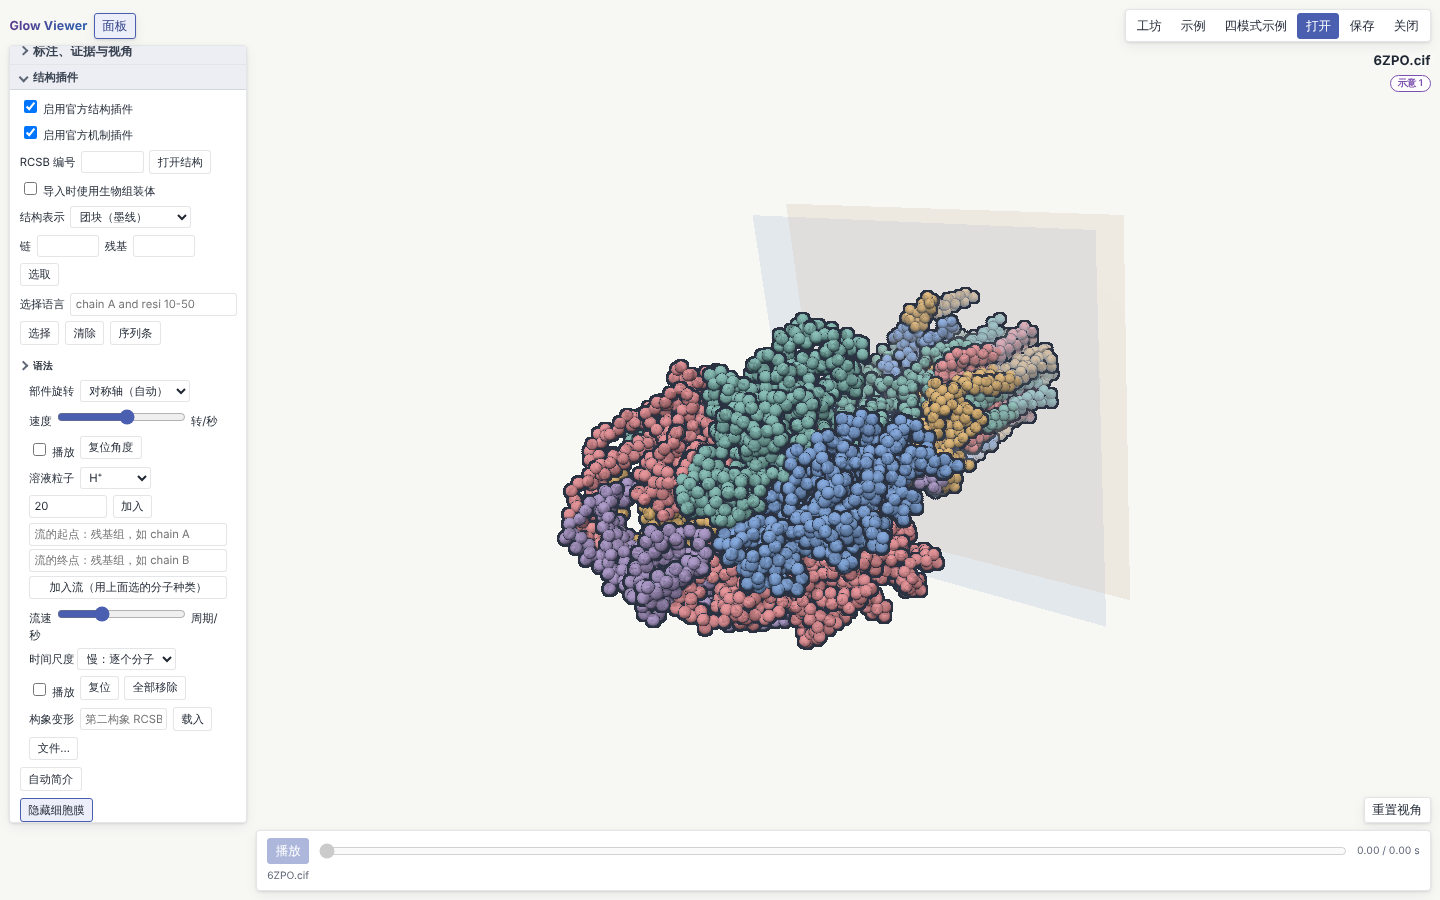 Glow Viewer 面板
工坊 示例 四模式示例 打开 保存 关闭
6ZPO.cif
示意 1
标注、证据与视角
结构插件
启用官方结构插件
启用官方机制插件
RCSB 编号 打开结构
导入时使用生物组装体
结构表示 团块（墨线）
链 残基
选取
选择语言 chain A and resi 10-50
选择 清除 序列条
语法
部件旋转 对称轴（自动）
速度 转/秒
播放 复位角度
溶液粒子 H⁺
20 加入
流的起点：残基组，如 chain A
流的终点：残基组，如 chain B
加入流（用上面选的分子种类）
流速 周期/
秒
时间尺度 慢：逐个分子
播放 复位 全部移除
构象变形 第二构象 RCSB 载入
文件...
自动简介
隐藏细胞膜
重置视角
播放 0.00 / 0.00 s
6ZPO.cif